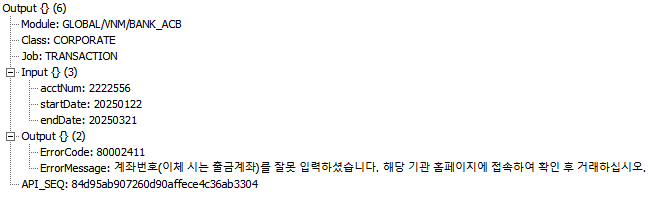 Output {} (6)
Module: GLOBAL/VNM/BANK_ACB
Class: CORPORATE
Job: TRANSACTION
Input {} (3)
acctNum: 2222556
startDate: 20250122
endDate: 20250321
Output {} (2)
ErrorCode: 80002411
ErrorMessage: 계좌번호(이체 시는 출금계좌)를 잘못 입력하셨습니다. 해당 기관 홈페이지에 접속하여 확인 후 거래하십시오.
API_SEQ: 84d95ab907260d90affece4c36ab3304